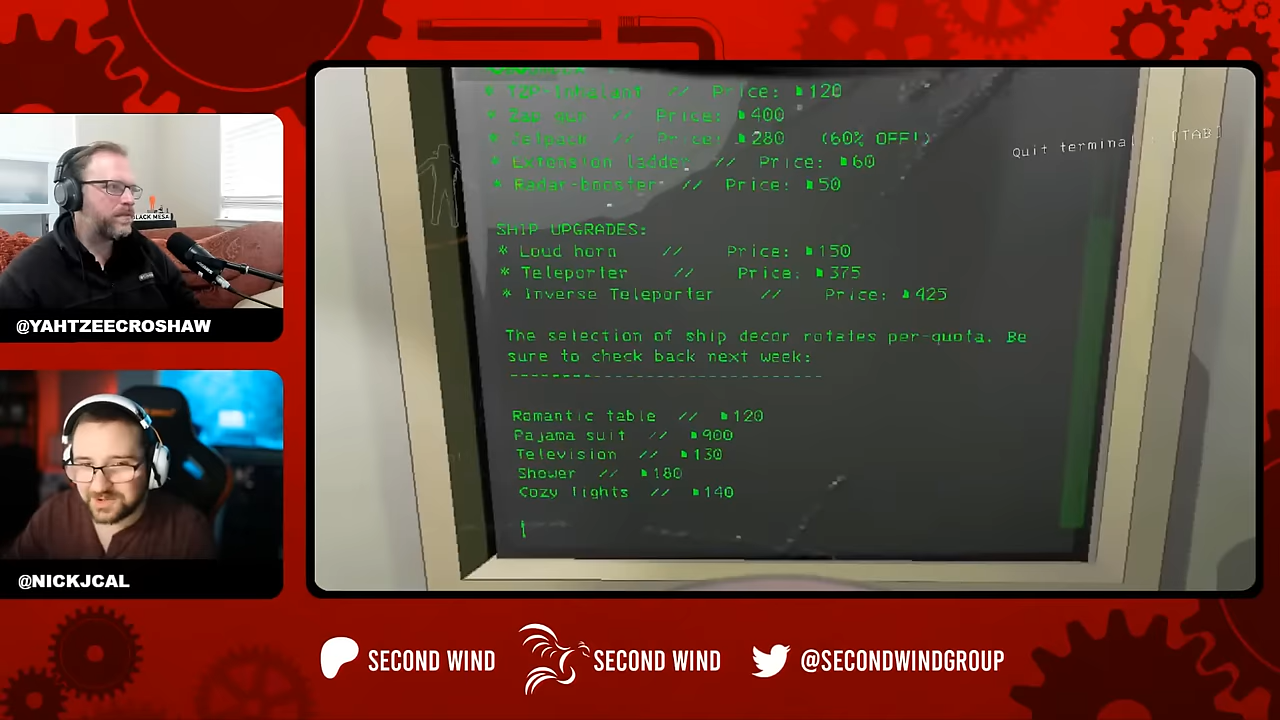 * TZP-Inhalant // Price: ■120
* Zap gun // Price: ■400
* Jetpack // Price: ■280 (60% OFF!)
* Extension ladder // Price: ■60
* Radar-booster // Price: ■50
Quit terminal : [TAB]
SHIP UPGRADES:
* Loud horn // Price: ■150
* Teleporter // Price: ■375
* Inverse Teleporter // Price: ■425
The selection of ship decor rotates per-quota. Be
sure to check back next week:
------------------------------
Romantic table // ■120
Pajama suit // ■900
Television // ■130
Shower // ■180
Cozy lights // ■140
BLACK MESA
@YAHTZEECROSHAW
@NICKJCAL
SECOND WIND
SECOND WIND
@SECONDWINDGROUP